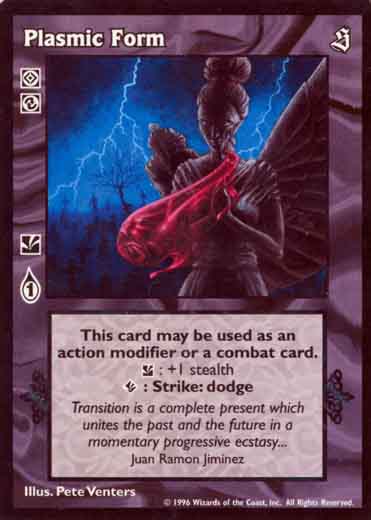 Plasmic Form
1
This card may be used as an
action modifier or a combat card.
: +1 stealth
: Strike: dodge
Transition is a complete present which
unites the past and the future in a
momentary progressive ecstasy...
Juan Ramon Jiminez
Illus. Pete Venters
© 1996 Wizards of the Coast, Inc. All Rights Reserved.